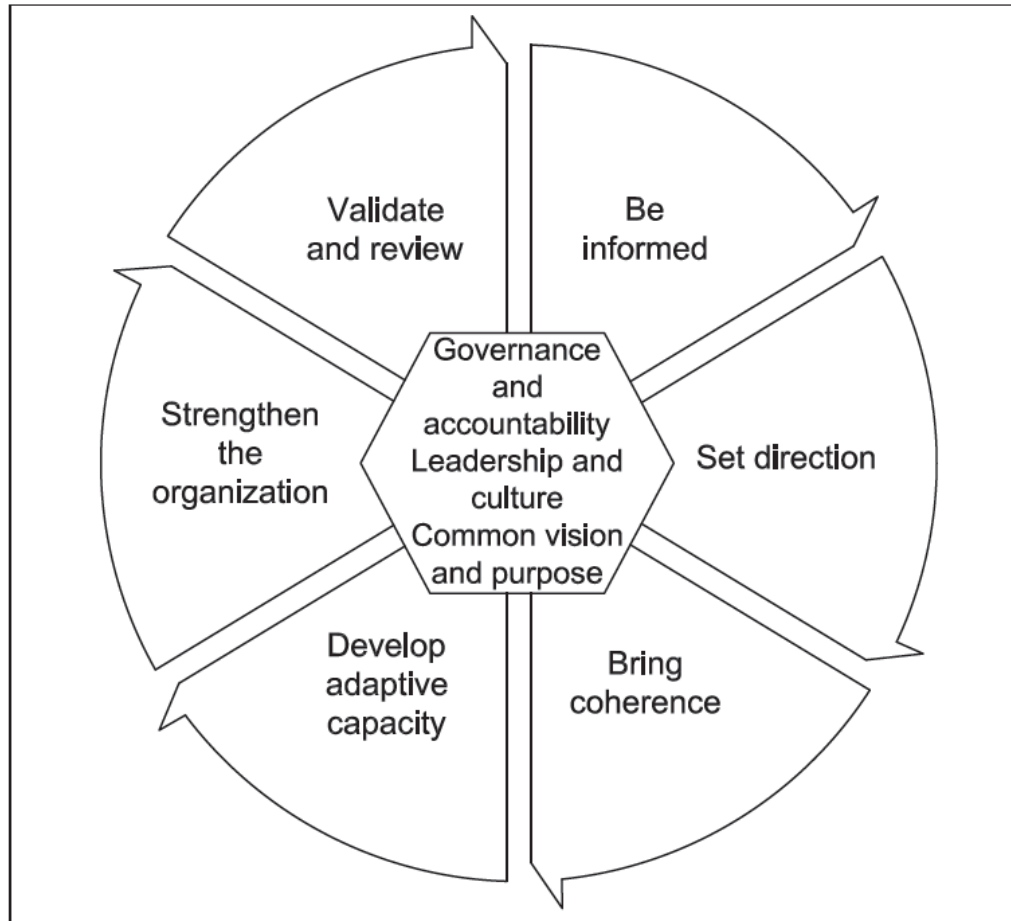 Validate
and review
Be
informed
Governance
and
accountability
Leadership and
culture
Common vision
and purpose
Strengthen
the
organization
Set direction
Develop
adaptive
capacity
Bring
coherence